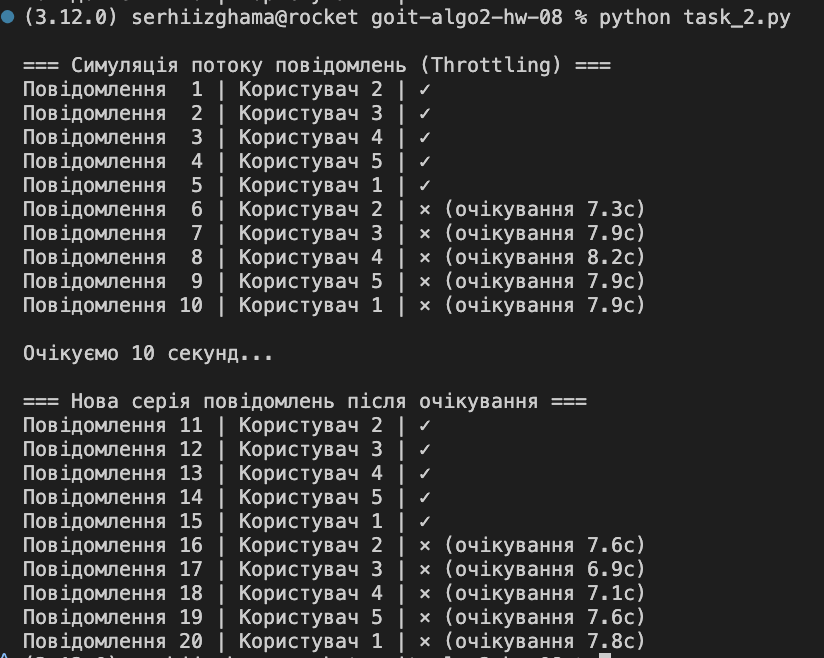 (3.12.0) serhiizghama@rocket goit-algo2-hw-08 % python task_2.py
=== Симуляція потоку повідомлень (Throttling) ===
Повідомлення  1 | Користувач 2 | ✓
Повідомлення  2 | Користувач 3 | ✓
Повідомлення  3 | Користувач 4 | ✓
Повідомлення  4 | Користувач 5 | ✓
Повідомлення  5 | Користувач 1 | ✓
Повідомлення  6 | Користувач 2 | × (очікування 7.3с)
Повідомлення  7 | Користувач 3 | × (очікування 7.9с)
Повідомлення  8 | Користувач 4 | × (очікування 8.2с)
Повідомлення  9 | Користувач 5 | × (очікування 7.9с)
Повідомлення 10 | Користувач 1 | × (очікування 7.9с)
Очікуємо 10 секунд...
=== Нова серія повідомлень після очікування ===
Повідомлення 11 | Користувач 2 | ✓
Повідомлення 12 | Користувач 3 | ✓
Повідомлення 13 | Користувач 4 | ✓
Повідомлення 14 | Користувач 5 | ✓
Повідомлення 15 | Користувач 1 | ✓
Повідомлення 16 | Користувач 2 | × (очікування 7.6с)
Повідомлення 17 | Користувач 3 | × (очікування 6.9с)
Повідомлення 18 | Користувач 4 | × (очікування 7.1с)
Повідомлення 19 | Користувач 5 | × (очікування 7.6с)
Повідомлення 20 | Користувач 1 | × (очікування 7.8с)